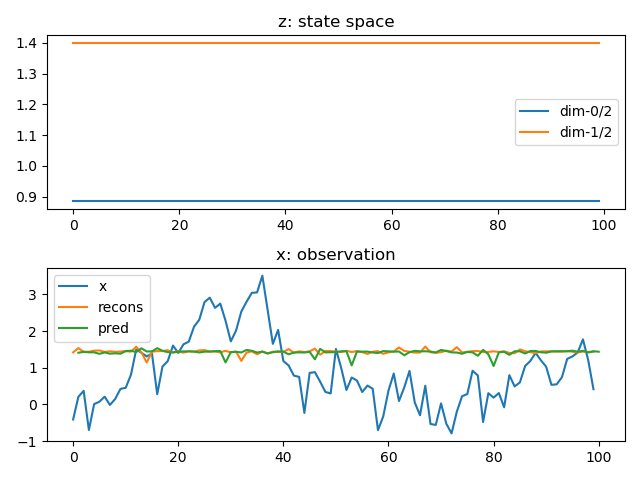 z: state space
1.4
1.3
1.2
1.1
1.0
0.9
dim-0/2
dim-1/2
0 20 40 60 80 100
x: observation
3
2
1
0
−1
x
recons
pred
0 20 40 60 80 100